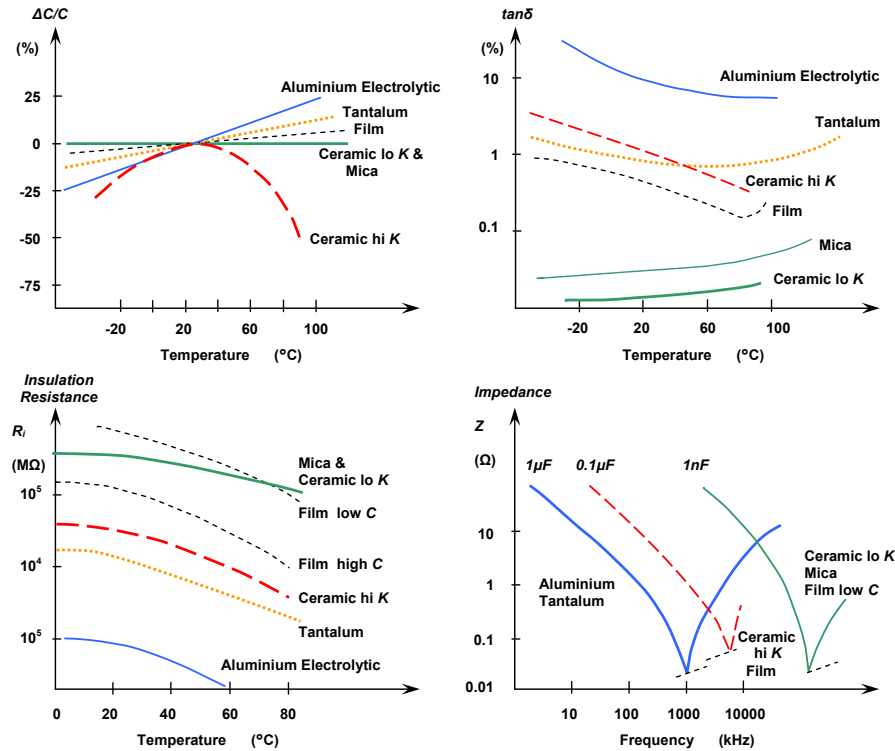 ΔC/C
(%)
25
0
-25
-50
-75
Aluminium Electrolytic
Tantalum
Film
Ceramic lo K &
Mica
Ceramic hi K
-20 20 60 100
Temperature (°C)
tanδ
(%)
10
1
0.1
Aluminium Electrolytic
Tantalum
Ceramic hi K
Film
Mica
Ceramic lo K
-20 20 60 100
Temperature (°C)
Insulation
Resistance
Ri
(MΩ)
10⁵
10⁴
10⁵
Mica &
Ceramic lo K
Film low C
Film high C
Ceramic hi K
Tantalum
Aluminium Electrolytic
0 20 40 60 80
Temperature (°C)
Impedance
Z
(Ω)
10
1
0.1
0.01
1µF 0.1µF 1nF
Aluminium
Tantalum
Ceramic
hi K
Film
Ceramic lo K
Mica
Film low C
10 100 1000 10000
Frequency (kHz)